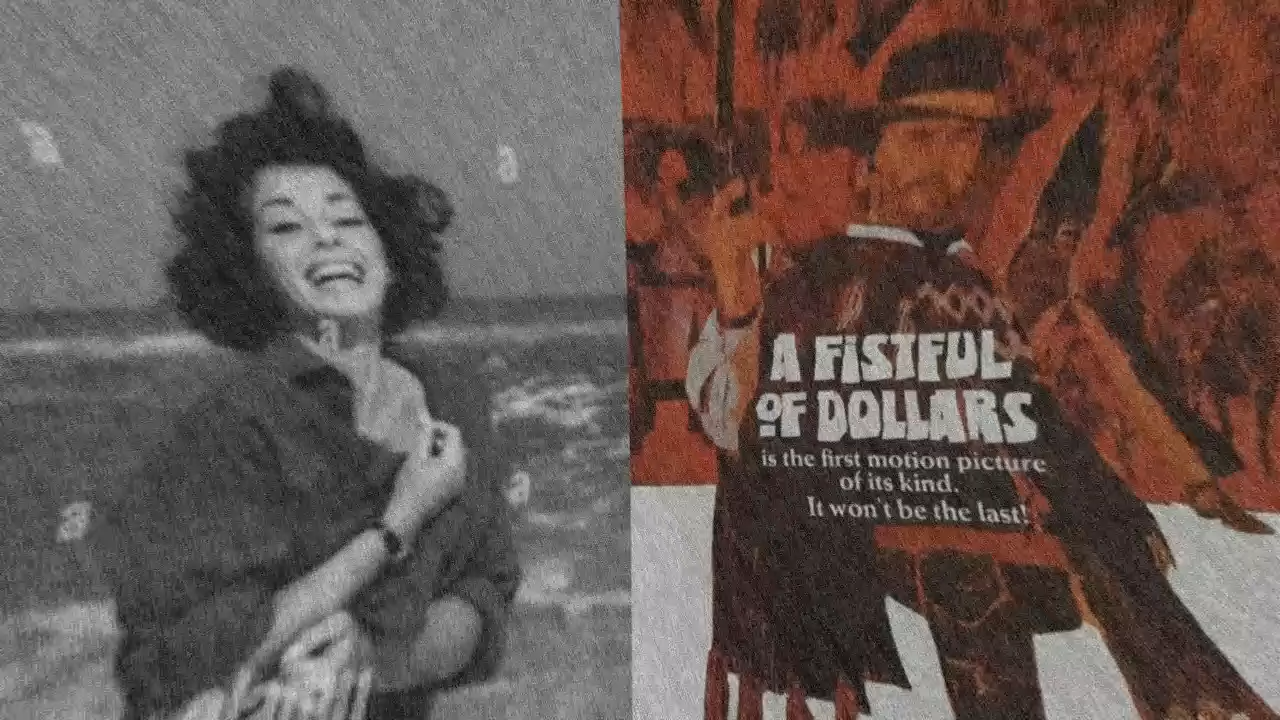 a
a
a
a
a
A FISTFUL
OF DOLLARS
is the first motion picture
of its kind.
It won't be the last!